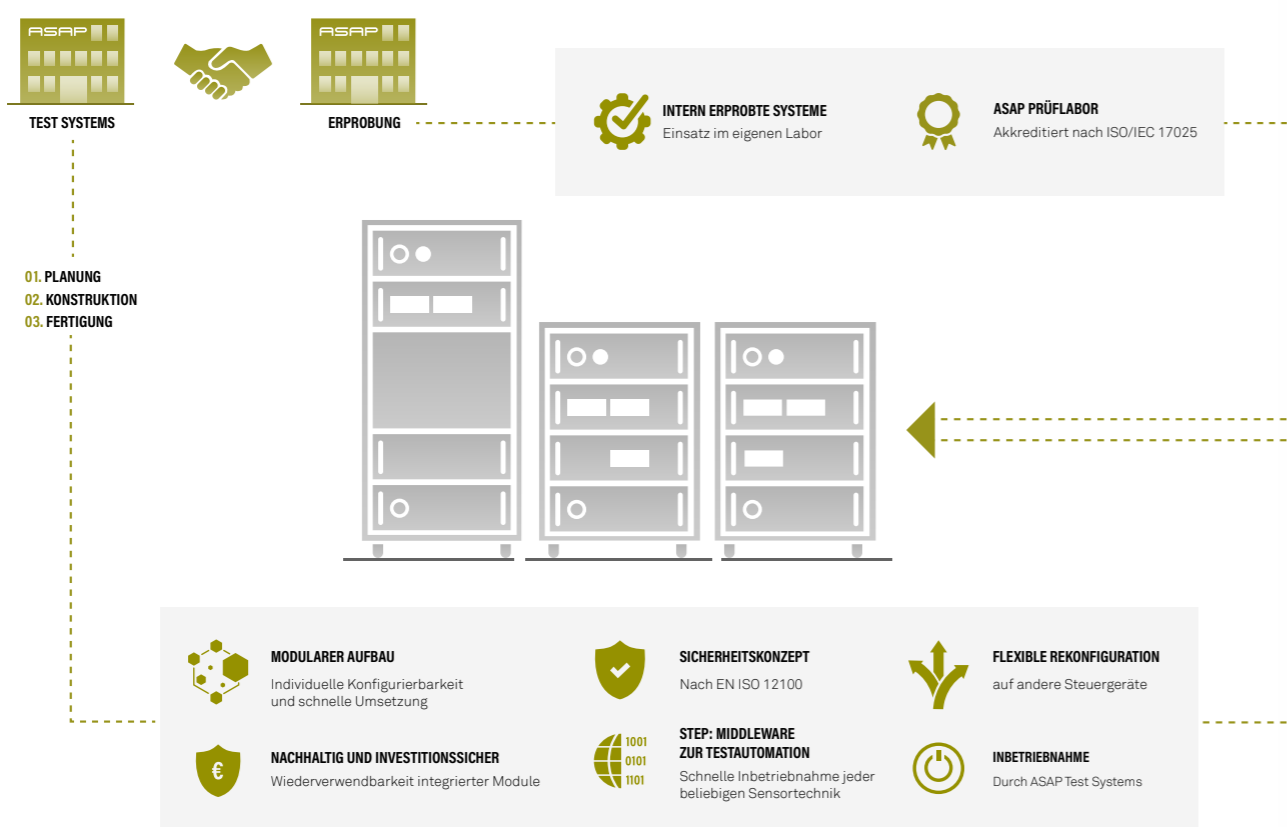 ASAP
ASAP
TEST SYSTEMS
ERPROBUNG
INTERN ERPROBTE SYSTEME
Einsatz im eigenen Labor
ASAP PRÜFLABOR
Akkreditiert nach ISO/IEC 17025
01. PLANUNG
02. KONSTRUKTION
03. FERTIGUNG
MODULARER AUFBAU
Individuelle Konfigurierbarkeit
und schnelle Umsetzung
SICHERHEITSKONZEPT
Nach EN ISO 12100
FLEXIBLE REKONFIGURATION
auf andere Steuergeräte
€
NACHHALTIG UND INVESTITIONSSICHER
Wiederverwendbarkeit integrierter Module
1001
0101
1101
STEP: MIDDLEWARE
ZUR TESTAUTOMATION
Schnelle Inbetriebnahme jeder
beliebigen Sensortechnik
INBETRIEBNAHME
Durch ASAP Test Systems